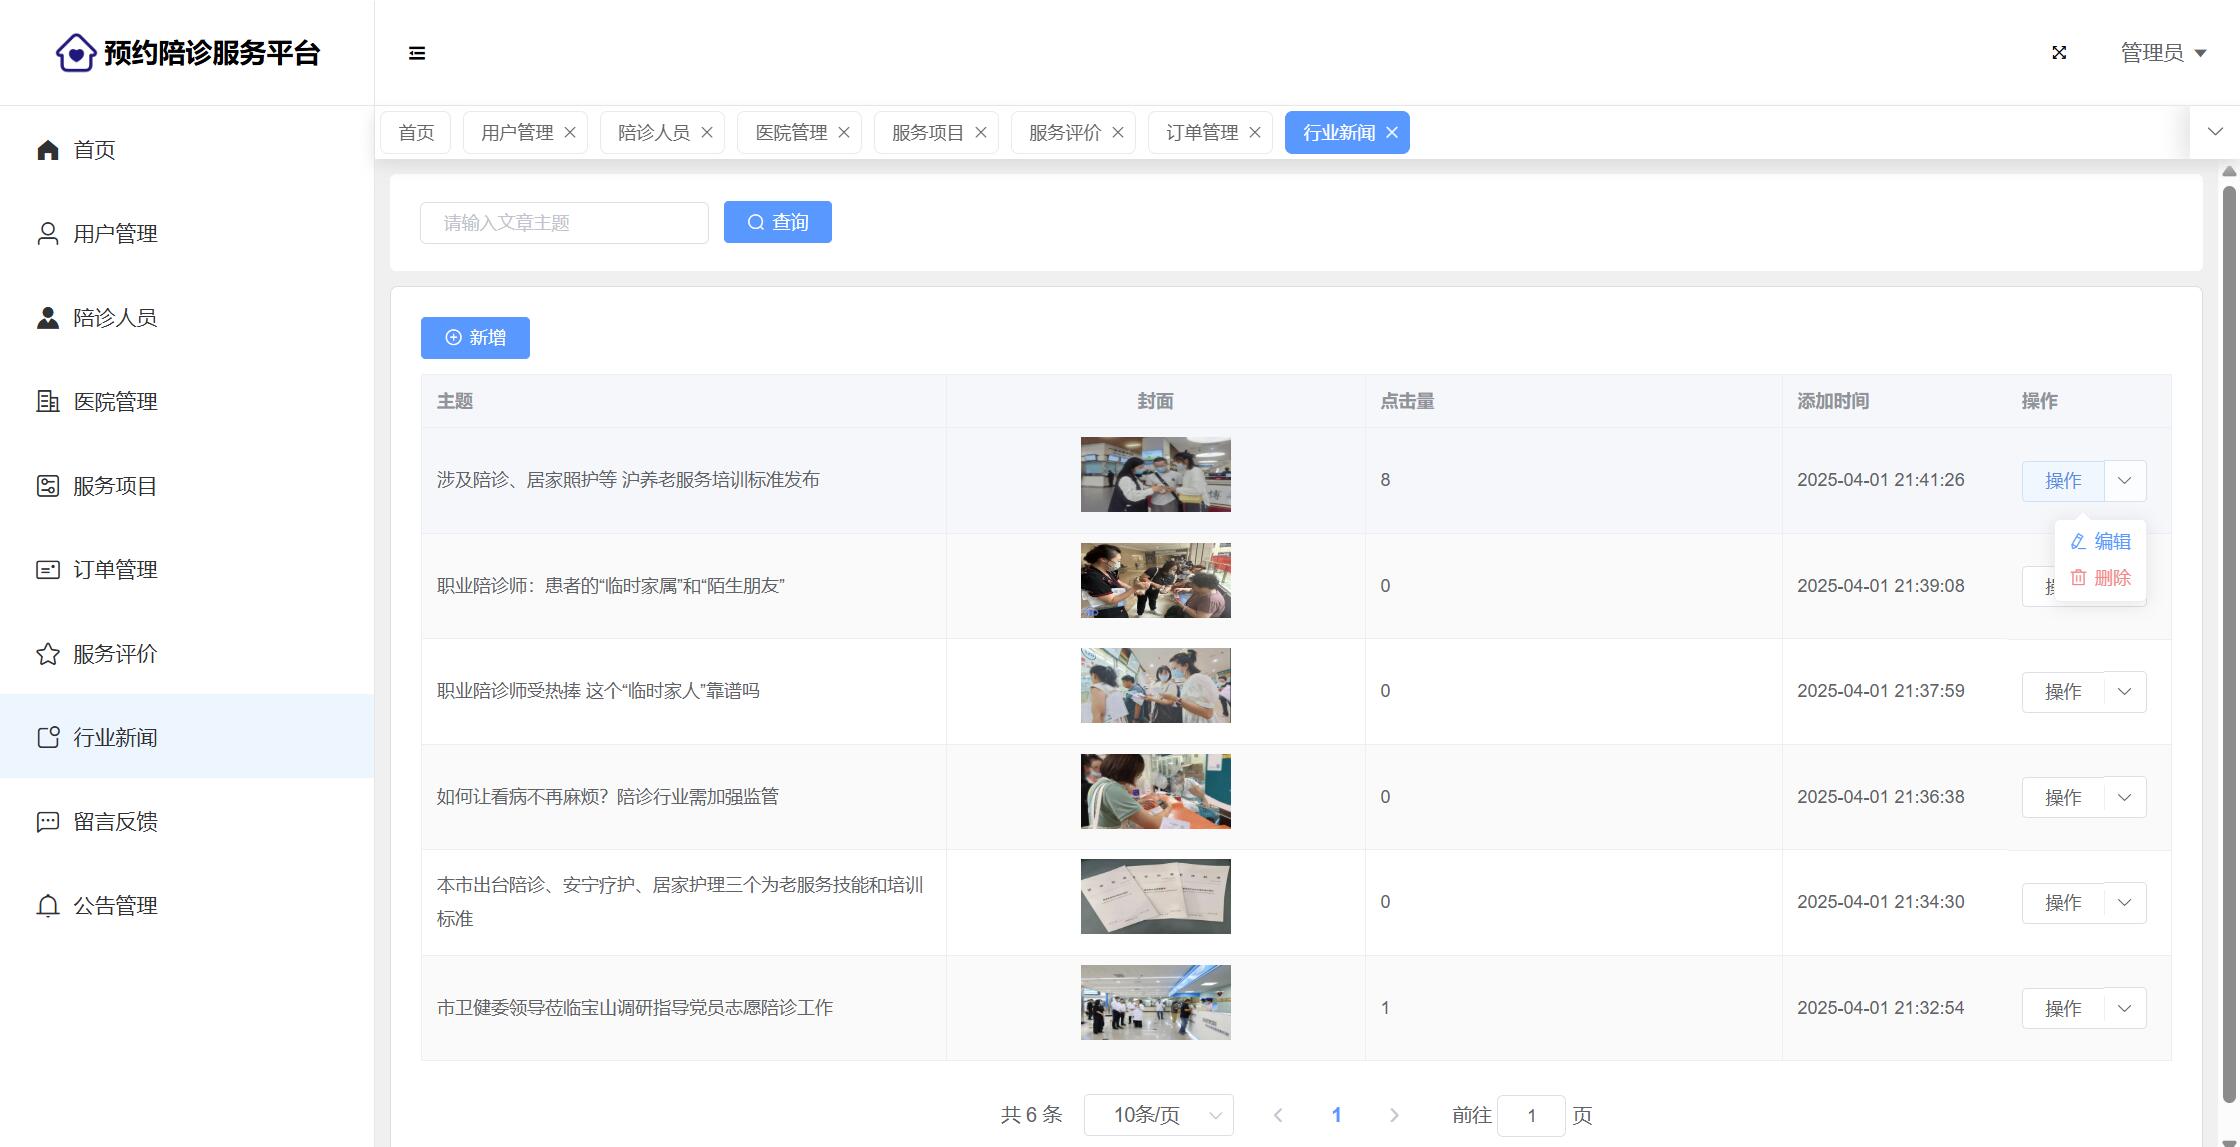 预约陪诊服务平台
管理员
首页
用户管理
陪诊人员
医院管理
服务项目
订单管理
服务评价
行业新闻
留言反馈
公告管理
首页 用户管理 陪诊人员 医院管理 服务项目 服务评价 订单管理 行业新闻
请输入文章主题 查询
新增
主题 封面 点击量 添加时间 操作
涉及陪诊、居家照护等 沪养老服务培训标准发布 8 2025-04-01 21:41:26 操作
编辑
删除
职业陪诊师：患者的“临时家属”和“陌生朋友” 0 2025-04-01 21:39:08
职业陪诊师受热捧 这个“临时家人”靠谱吗 0 2025-04-01 21:37:59 操作
如何让看病不再麻烦？陪诊行业需加强监管 0 2025-04-01 21:36:38 操作
本市出台陪诊、安宁疗护、居家护理三个为老服务技能和培训
标准 0 2025-04-01 21:34:30 操作
市卫健委领导莅临宝山调研指导党员志愿陪诊工作 1 2025-04-01 21:32:54 操作
共 6 条 10条/页 1 前往 1 页